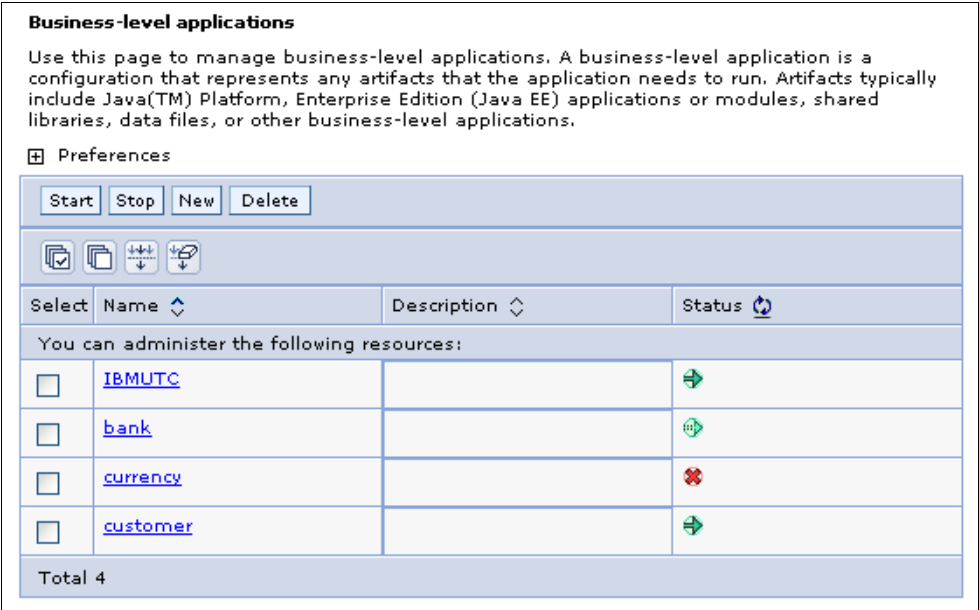 Business-level applications
Use this page to manage business-level applications. A business-level application is a
configuration that represents any artifacts that the application needs to run. Artifacts typically
include Java(TM) Platform, Enterprise Edition (Java EE) applications or modules, shared
libraries, data files, or other business-level applications.
Preferences
Start Stop New Delete
Select Name Description Status
You can administer the following resources:
IBMUTC
bank
currency
customer
Total 4